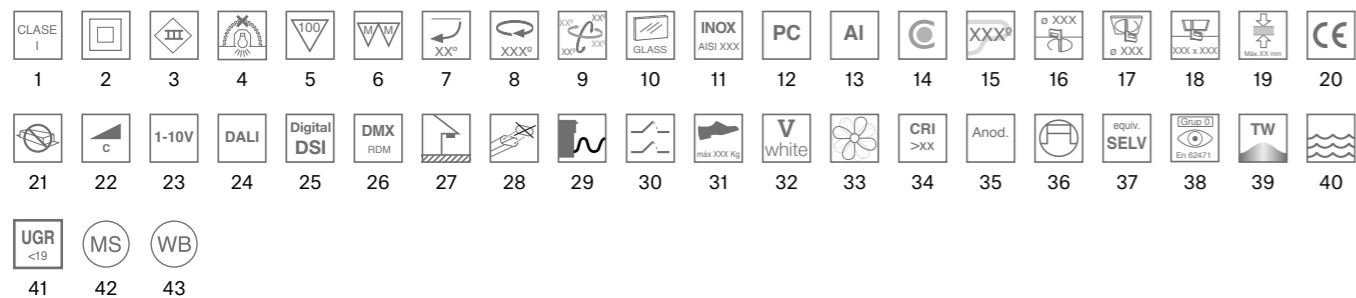 CLASE I
III
100
M M
XXº
XXXº
XXº XXº XXº
GLASS
INOX AISI XXX
PC
Al
XXXº
ø XXX
ø XXX
XXX x XXX
Máx. XX mm
CE
1 2 3 4 5 6 7 8 9 10 11 12 13 14 15 16 17 18 19 20
C
1-10V
DALI
Digital DSI
DMX RDM
máx XXX Kg
V white
CRI >xx
Anod.
equiv. SELV
Grup 0 En 62471
TW
21 22 23 24 25 26 27 28 29 30 31 32 33 34 35 36 37 38 39 40
UGR <19
MS
WB
41 42 43